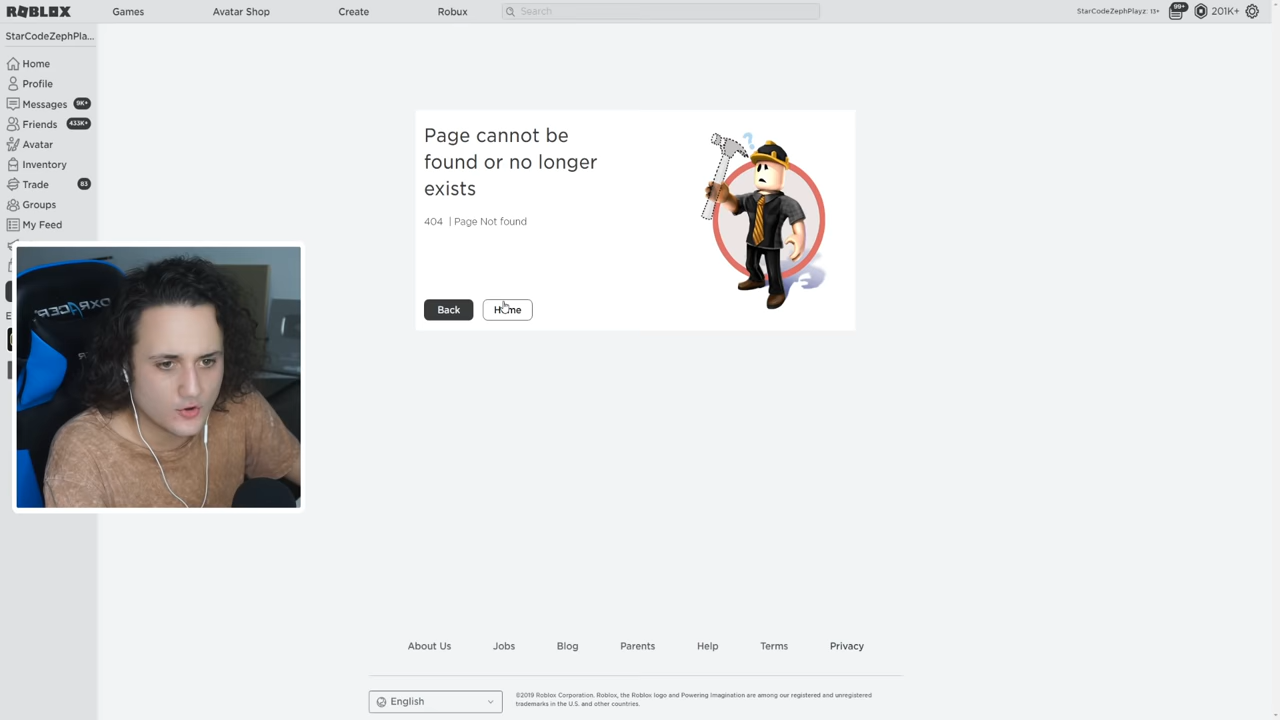 ROBLOX
Games
Avatar Shop
Create
Robux
Search
StarCodeZephPlayz: 13+
99+
201K+
StarCodeZephPla...
Home
Profile
Messages 9K+
Friends 433K+
Avatar
Inventory
Trade 83
Groups
My Feed
Page cannot be
found or no longer
exists
404 | Page Not found
Back
Home
DXRACER
About Us
Jobs
Blog
Parents
Help
Terms
Privacy
English
©2019 Roblox Corporation. Roblox, the Roblox logo and Powering Imagination are among our registered and unregistered
trademarks in the U.S. and other countries.